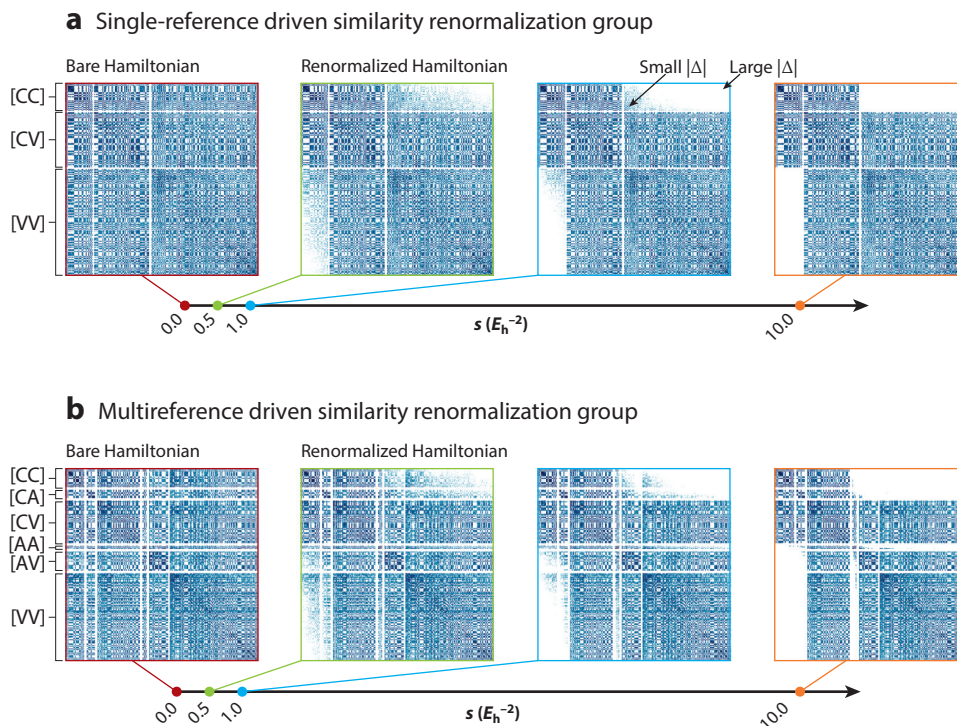 a Single-reference driven similarity renormalization group
Bare Hamiltonian
Renormalized Hamiltonian
Small |Δ|
Large |Δ|
[CC]
[CV]
[VV]
0.0
0.5
1.0
10.0
s (E_h^−2)
b Multireference driven similarity renormalization group
Bare Hamiltonian
Renormalized Hamiltonian
[CC]
[CA]
[CV]
[AA]
[AV]
[VV]
0.0
0.5
1.0
10.0
s (E_h^−2)